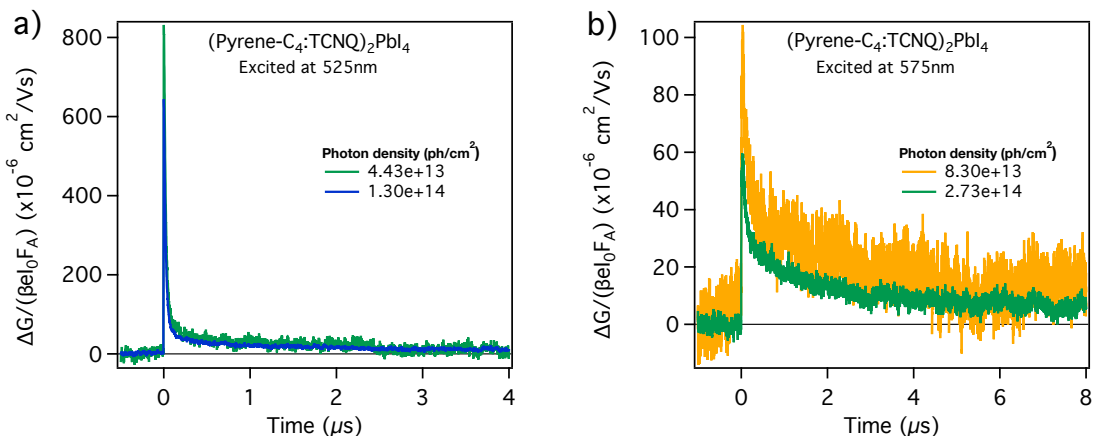 a)
(Pyrene-C₄:TCNQ)₂PbI₄
Excited at 525nm
Photon density (ph/cm²)
4.43e+13
1.30e+14
800
600
400
200
0
ΔG/(βeI₀F_A) (x10⁻⁶ cm²/Vs)
0
1
2
3
4
Time (µs)
b)
(Pyrene-C₄:TCNQ)₂PbI₄
Excited at 575nm
Photon density (ph/cm²)
8.30e+13
2.73e+14
100
80
60
40
20
0
ΔG/(βeI₀F_A) (x10⁻⁶ cm²/Vs)
0
2
4
6
8
Time (µs)